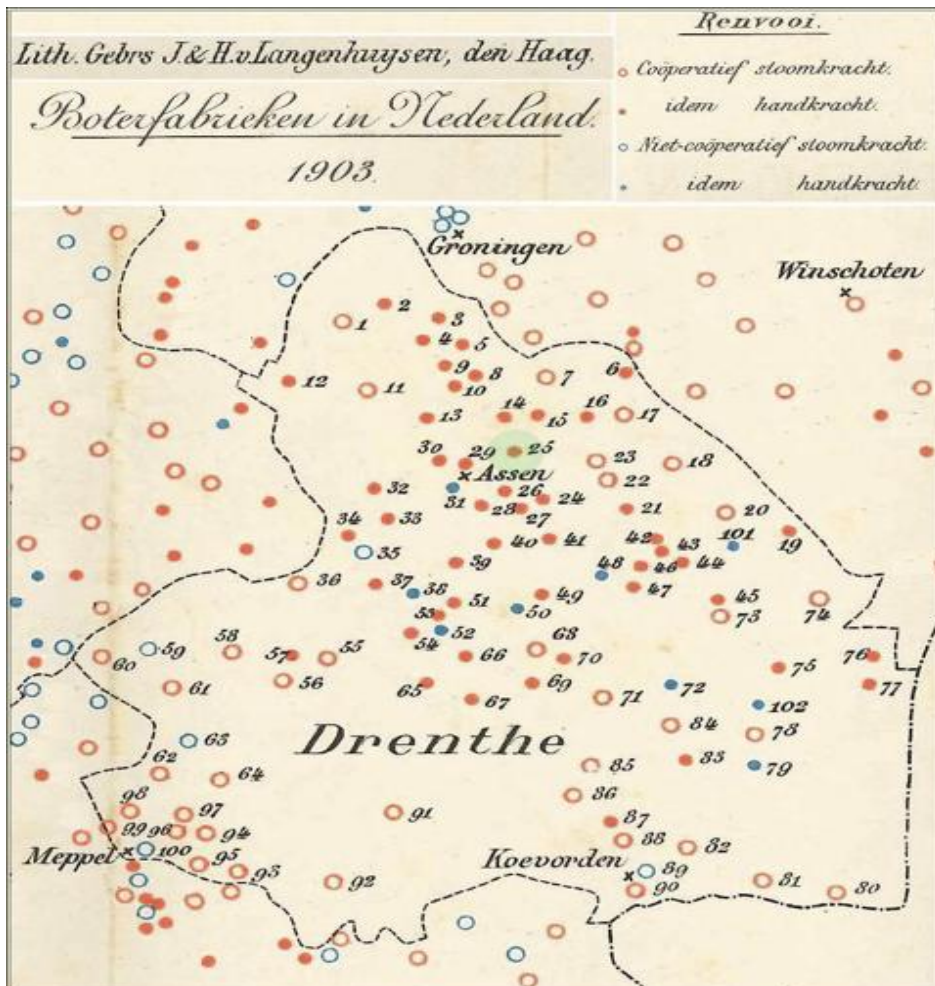 Lith. Gebrs J. & H. v. Langenhuysen, den Haag.
Boterfabrieken in Nederland.
1903.
Renvooi.
Coöperatief stoomkracht.
idem handkracht.
Niet-coöperatief stoomkracht.
idem handkracht.
Groningen
Winschoten
1 2 3
4 5
9 8 7 6
12 11 10
13 14 15 16 17
30 29 25 23 18
Assen
22
32 31 28 26 24 21 20
27
34 33 40 41 42 43 101 19
35 39 48 46 44
36 37 38 49 47 45 74
51 50 73
53
54 52
60 59 58 57 55 66 68 70 75 76
61 56 65 67 69 71 72 77
102
63 84 78
Drenthe
62 64 85 83 79
98 97 91 86
99 96 94 87
88 82
Meppel
100
95 93
Koevorden
89
92 90 81 80